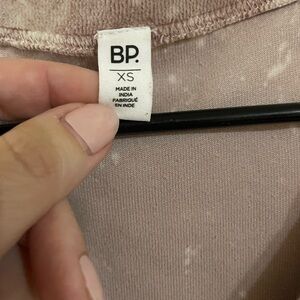 BP.
XS
MADE IN
INDIA
FABRIQUÉ
EN INDE